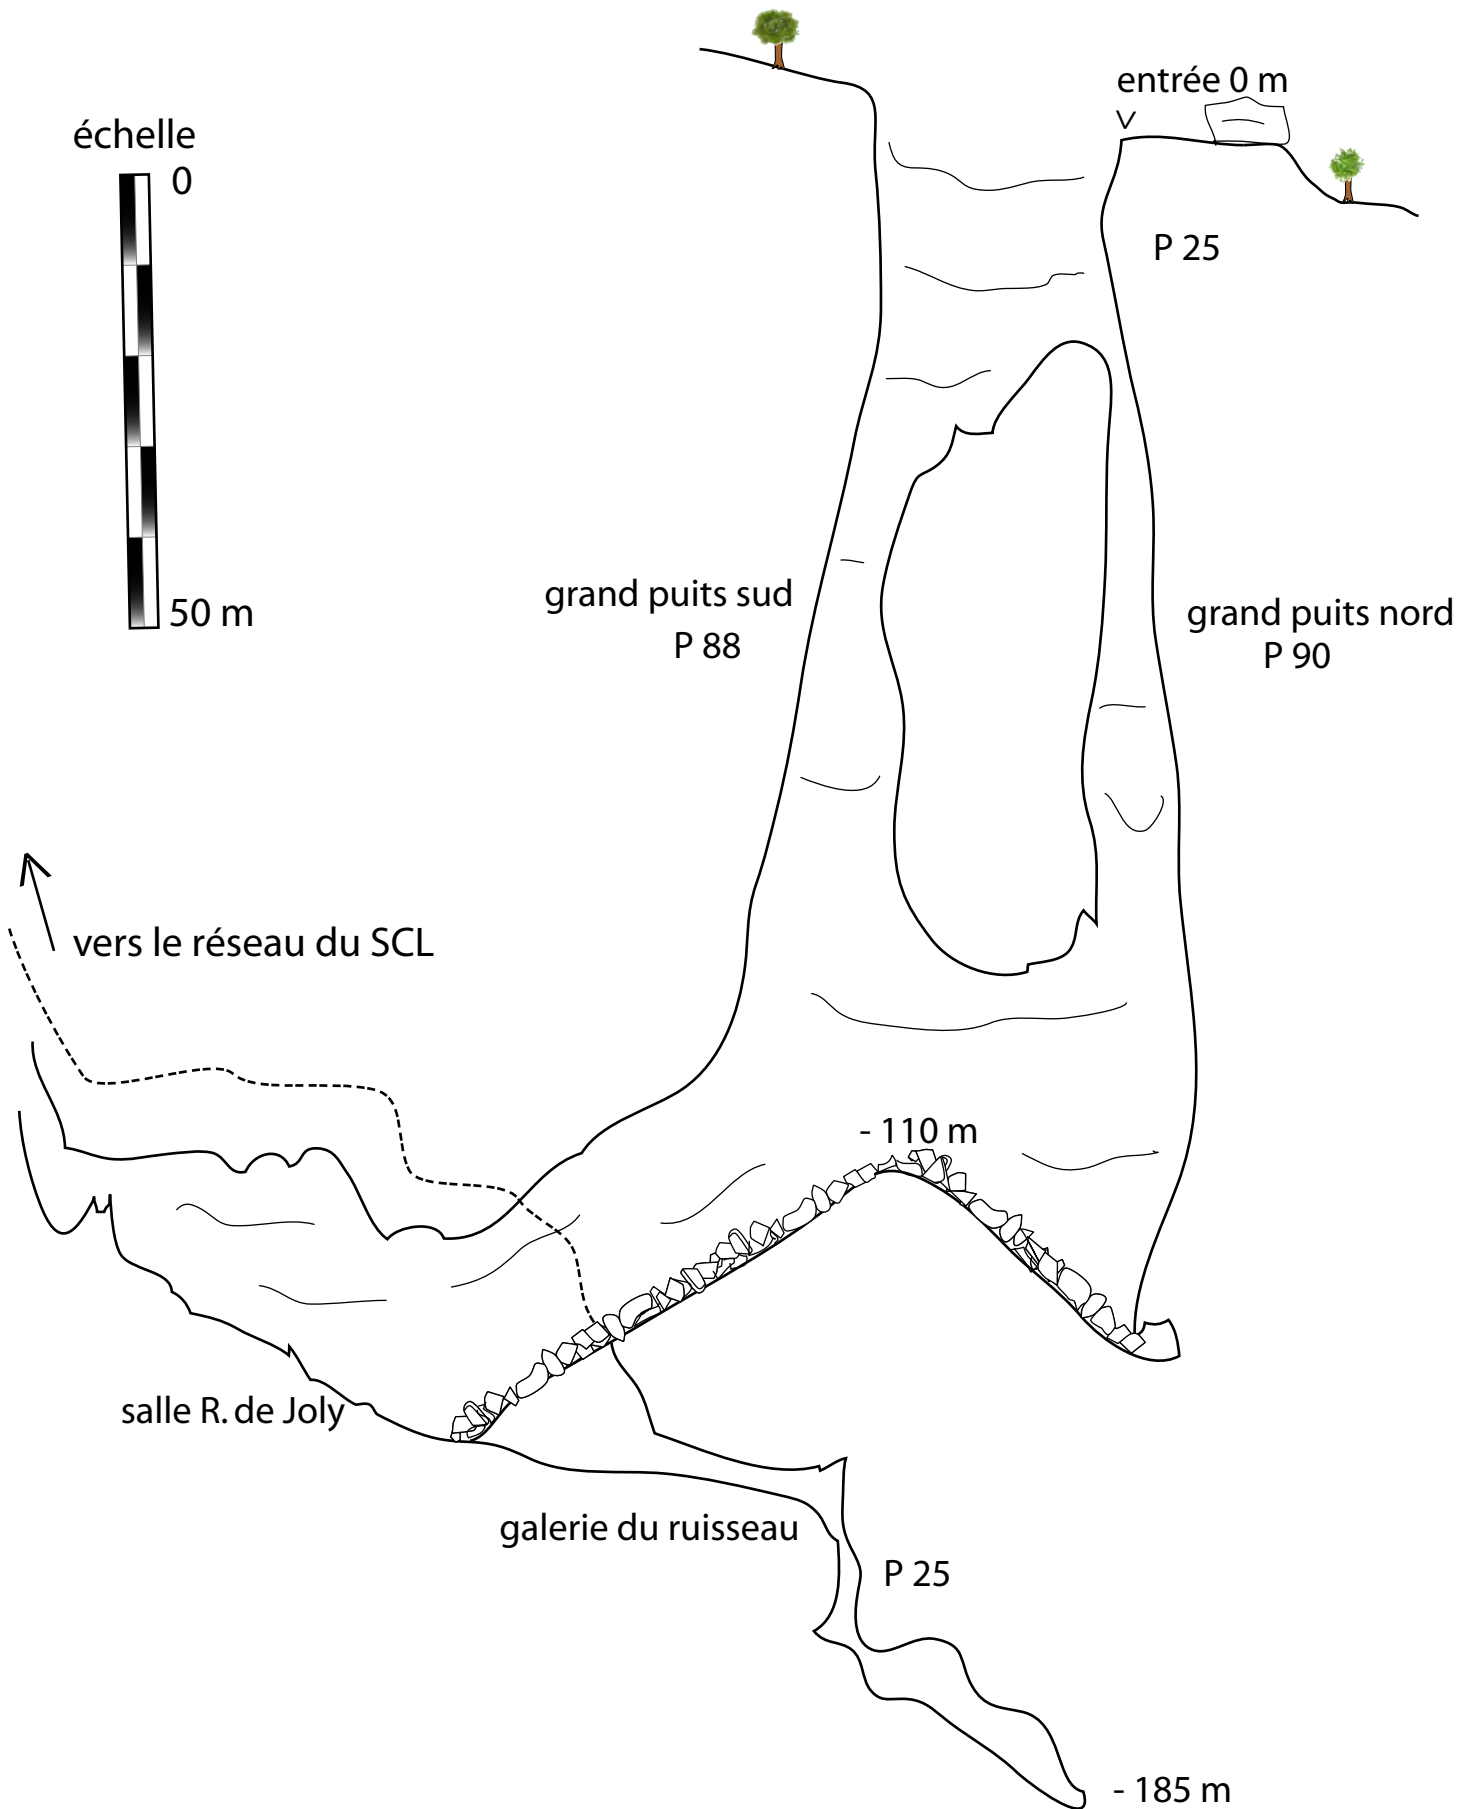 entrée 0 m
échelle
0
P 25
50 m
grand puits sud
P 88
grand puits nord
P 90
vers le réseau du SCL
- 110 m
salle R. de Joly
galerie du ruisseau
P 25
- 185 m